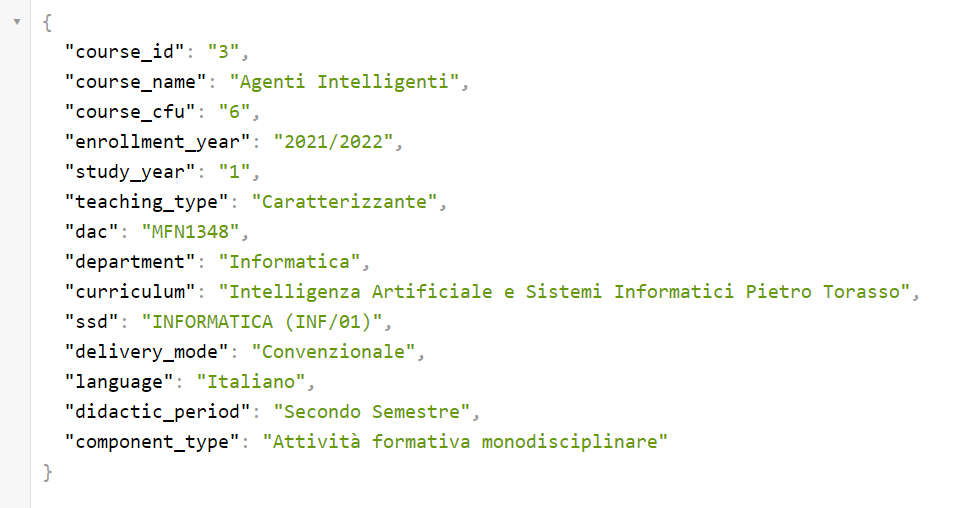 {
"course_id": "3",
"course_name": "Agenti Intelligenti",
"course_cfu": "6",
"enrollment_year": "2021/2022",
"study_year": "1",
"teaching_type": "Caratterizzante",
"dac": "MFN1348",
"department": "Informatica",
"curriculum": "Intelligenza Artificiale e Sistemi Informatici Pietro Torasso",
"ssd": "INFORMATICA (INF/01)",
"delivery_mode": "Convenzionale",
"language": "Italiano",
"didactic_period": "Secondo Semestre",
"component_type": "Attività formativa monodisciplinare"
}